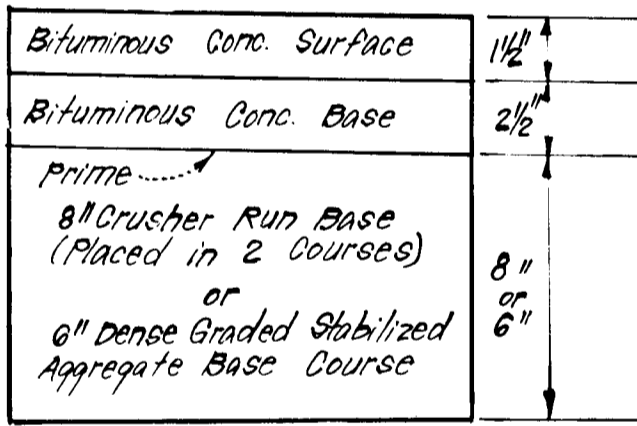 Bituminous Conc. Surface
1½"
Bituminous Conc. Base
2½"
Prime
8" Crusher Run Base
(Placed in 2 Courses)
or
6" Dense Graded Stabilized
Aggregate Base Course
8"
or
6"